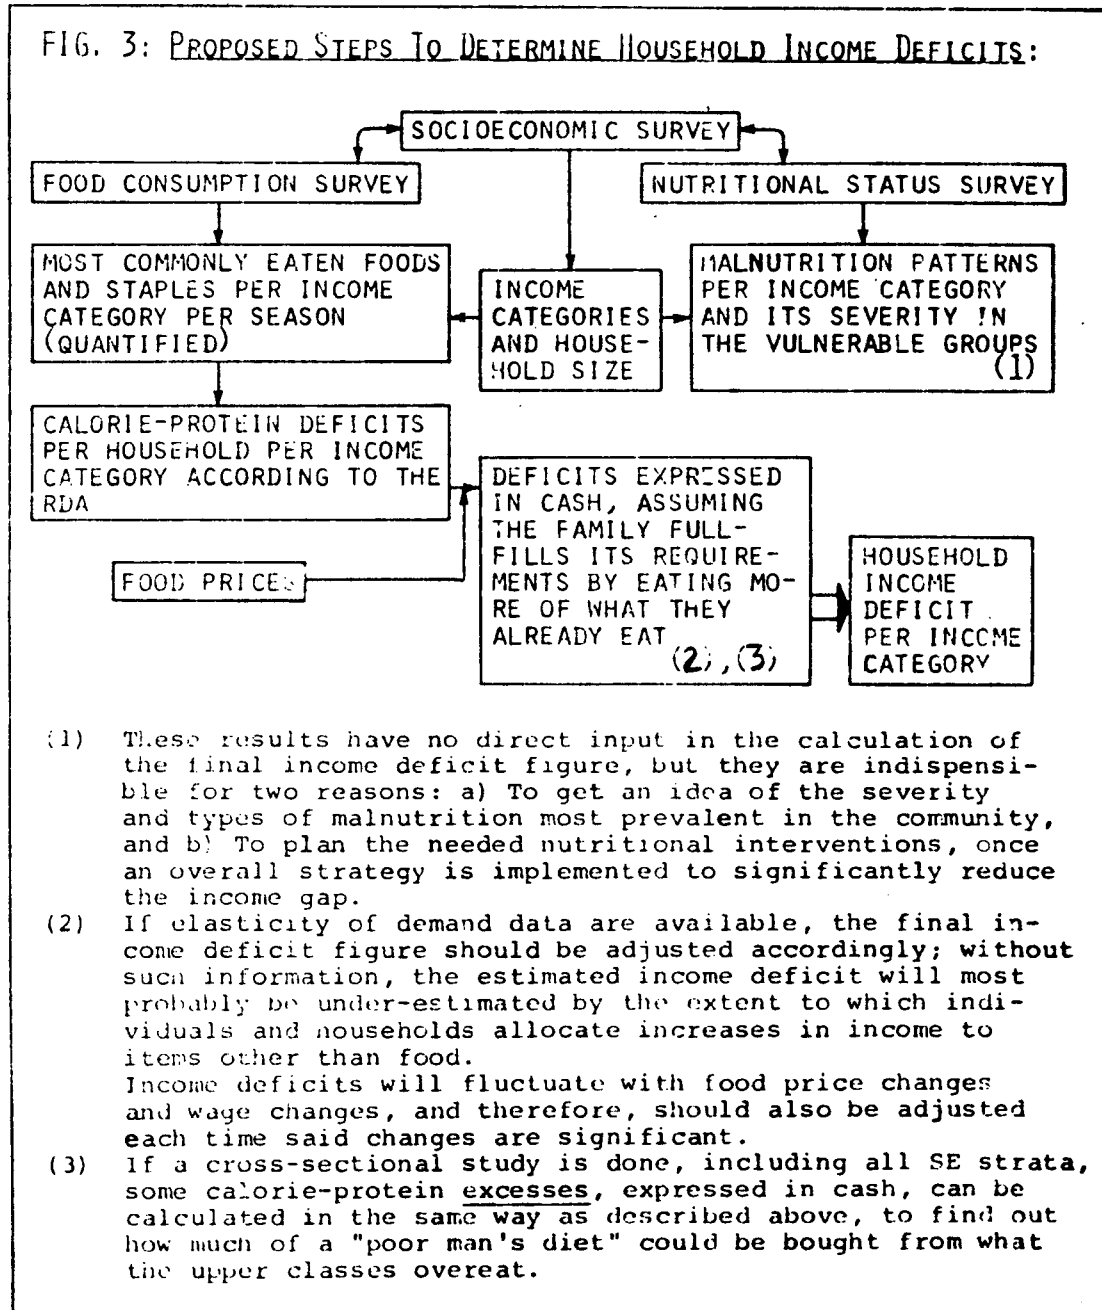 FIG. 3: PROPOSED STEPS TO DETERMINE HOUSEHOLD INCOME DEFICITS:
SOCIOECONOMIC SURVEY
FOOD CONSUMPTION SURVEY
NUTRITIONAL STATUS SURVEY
MOST COMMONLY EATEN FOODS
AND STAPLES PER INCOME
CATEGORY PER SEASON
(QUANTIFIED)
INCOME
CATEGORIES
AND HOUSE-
HOLD SIZE
MALNUTRITION PATTERNS
PER INCOME CATEGORY
AND ITS SEVERITY IN
THE VULNERABLE GROUPS
(1)
CALORIE-PROTEIN DEFICITS
PER HOUSEHOLD PER INCOME
CATEGORY ACCORDING TO THE
RDA
FOOD PRICES
DEFICITS EXPRESSED
IN CASH, ASSUMING
THE FAMILY FULL-
FILLS ITS REQUIRE-
MENTS BY EATING MO-
RE OF WHAT THEY
ALREADY EAT
(2),(3)
HOUSEHOLD
INCOME
DEFICIT
PER INCOME
CATEGORY
(1) These results have no direct input in the calculation of
the final income deficit figure, but they are indispensi-
ble for two reasons: a) To get an idea of the severity
and types of malnutrition most prevalent in the community,
and b) To plan the needed nutritional interventions, once
an overall strategy is implemented to significantly reduce
the income gap.
(2) If elasticity of demand data are available, the final in-
come deficit figure should be adjusted accordingly; without
such information, the estimated income deficit will most
probably be under-estimated by the extent to which indi-
viduals and households allocate increases in income to
items other than food.
Income deficits will fluctuate with food price changes
and wage changes, and therefore, should also be adjusted
each time said changes are significant.
(3) If a cross-sectional study is done, including all SE strata,
some calorie-protein excesses, expressed in cash, can be
calculated in the same way as described above, to find out
how much of a "poor man's diet" could be bought from what
the upper classes overeat.